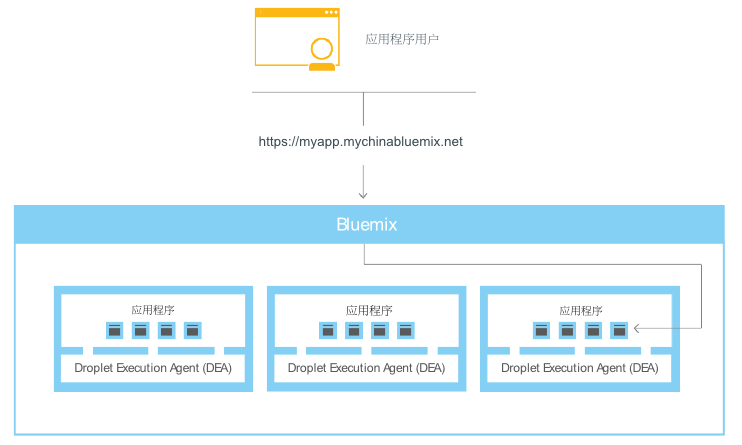 应用程序用户
https://myapp.mychinabluemix.net
Bluemix
应用程序
应用程序
应用程序
Droplet Execution Agent (DEA)
Droplet Execution Agent (DEA)
Droplet Execution Agent (DEA)